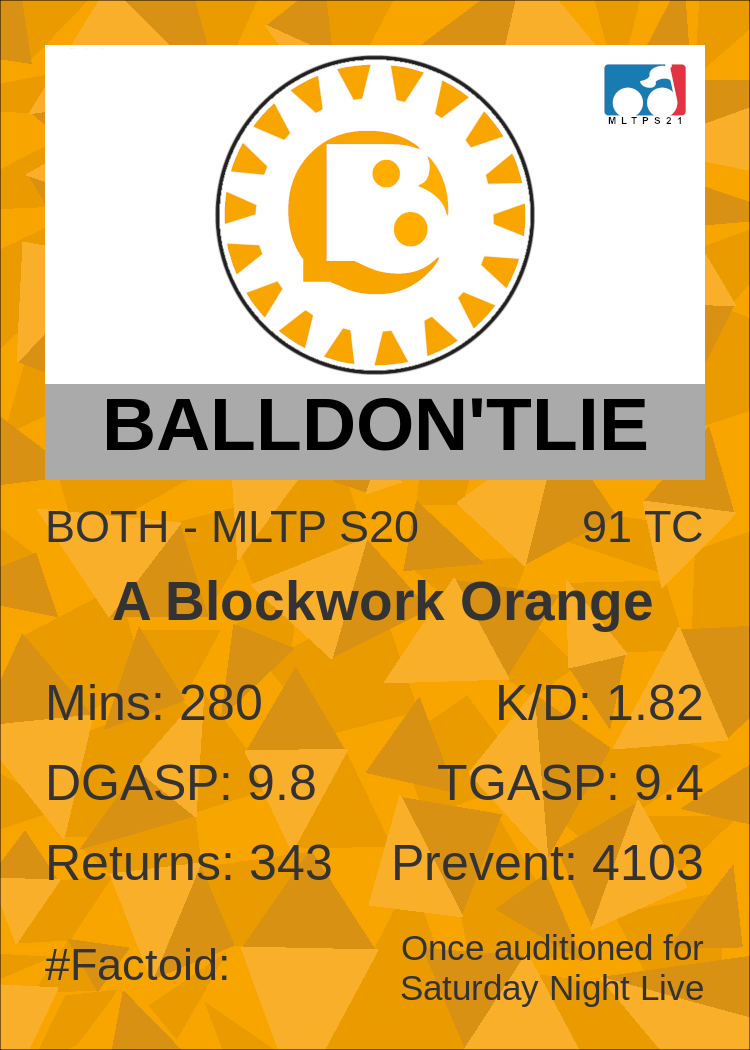 MLTPS21
B
BALLDON'TLIE
BOTH - MLTP S20 91 TC
A Blockwork Orange
Mins: 280 K/D: 1.82
DGASP: 9.8 TGASP: 9.4
Returns: 343 Prevent: 4103
#Factoid: Once auditioned for
Saturday Night Live